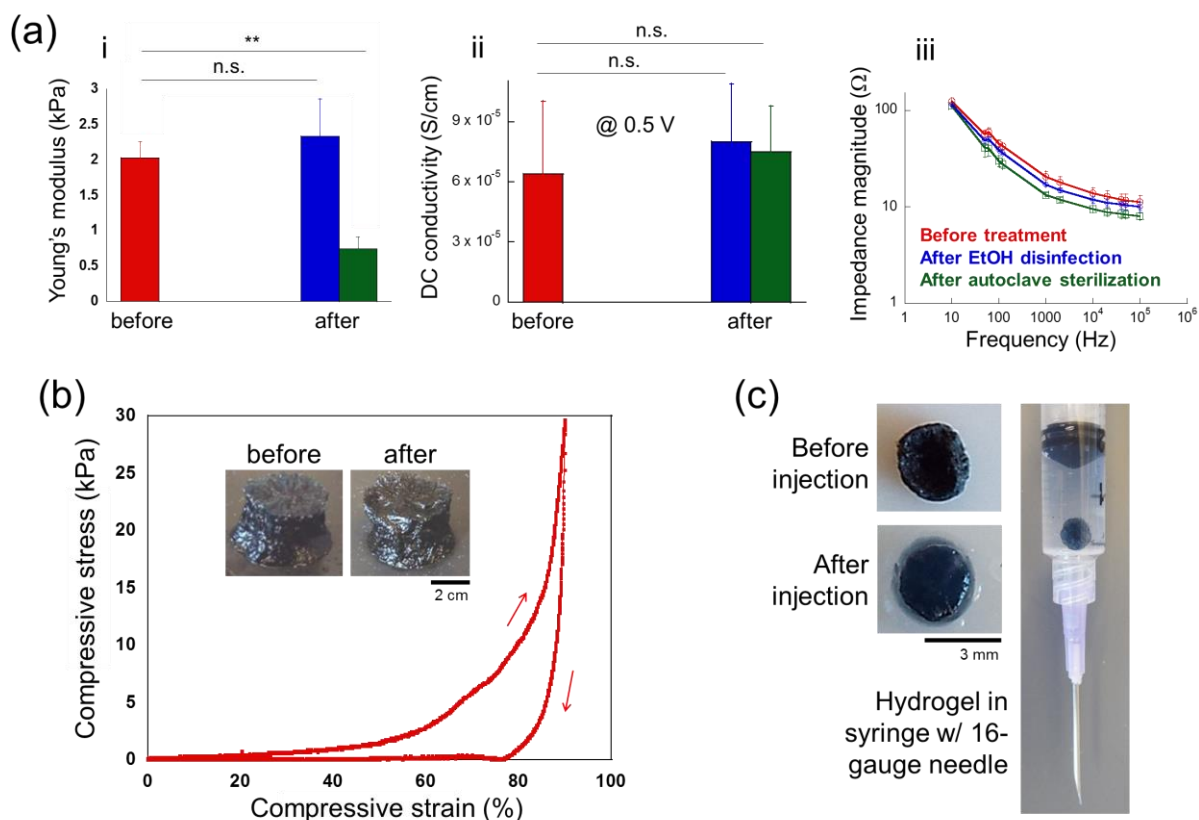 (a)
i
**
n.s.
Young's modulus (kPa)
3
2.5
2
1.5
1
0.5
0
before
after
ii
n.s.
n.s.
DC conductivity (S/cm)
9 x 10⁻⁵
6 x 10⁻⁵
3 x 10⁻⁵
0
@ 0.5 V
before
after
iii
Impedance magnitude (Ω)
100
10
1
Before treatment
After EtOH disinfection
After autoclave sterilization
1 10 100 1000 10⁴ 10⁵ 10⁶
Frequency (Hz)
(b)
Compressive stress (kPa)
30
25
20
15
10
5
0
before after
2 cm
0 20 40 60 80 100
Compressive strain (%)
(c)
Before
injection
After
injection
3 mm
Hydrogel in
syringe w/ 16-
gauge needle